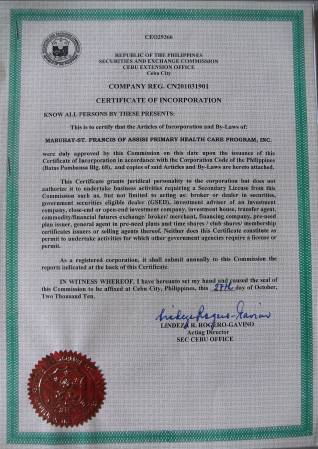 CEO29366
REPUBLIC OF THE PHILIPPINES
SECURITIES AND EXCHANGE COMMISSION
CEBU EXTENSION OFFICE
Cebu City
COMPANY REG. CN201031901
CERTIFICATE OF INCORPORATION
KNOW ALL PERSONS BY THESE PRESENTS:
This is to certify that the Articles of Incorporation and By-Laws of:
MABUHAY-ST. FRANCIS OF ASSISI PRIMARY HEALTH CARE PROGRAM, INC.
were duly approved by this Commission on this date upon the issuance of this
Certificate of Incorporation in accordance with the Corporation Code of the Philippines
(Batas Pambansa Blg. 68), and copies of said Articles and By-Laws are hereto attached.
This Certificate grants juridical personality to the corporation but does not
authorize it to undertake business activities requiring a Secondary License from this
Commission such as, but not limited to acting as: broker or dealer in securities,
government securities eligible dealer (GSED), investment adviser of an investment
company, close-end or open-end investment company, investment house, transfer agent,
commodity/financial futures-exchange/ broker/ merchant, financing company, pre-need
plan issuer, general agent in pre-need plans and time shares / club shares/ membership
certificates issuers or selling agents thereof. Neither does this Certificate constitute as
permit to undertake activities for which other government agencies require a license or
permit.
As a registered corporation, it shall submit annually to this Commission the
reports indicated at the back of this Certificate.
IN WITNESS WHEREOF, I have hereunto set my hand and caused the seal of
this Commission to be affixed at Cebu City, Philippines, this 27th day of October,
Two Thousand Ten.
LINDEZA R. ROGERO-GAVINO
Acting Director
SEC CEBU OFFICE